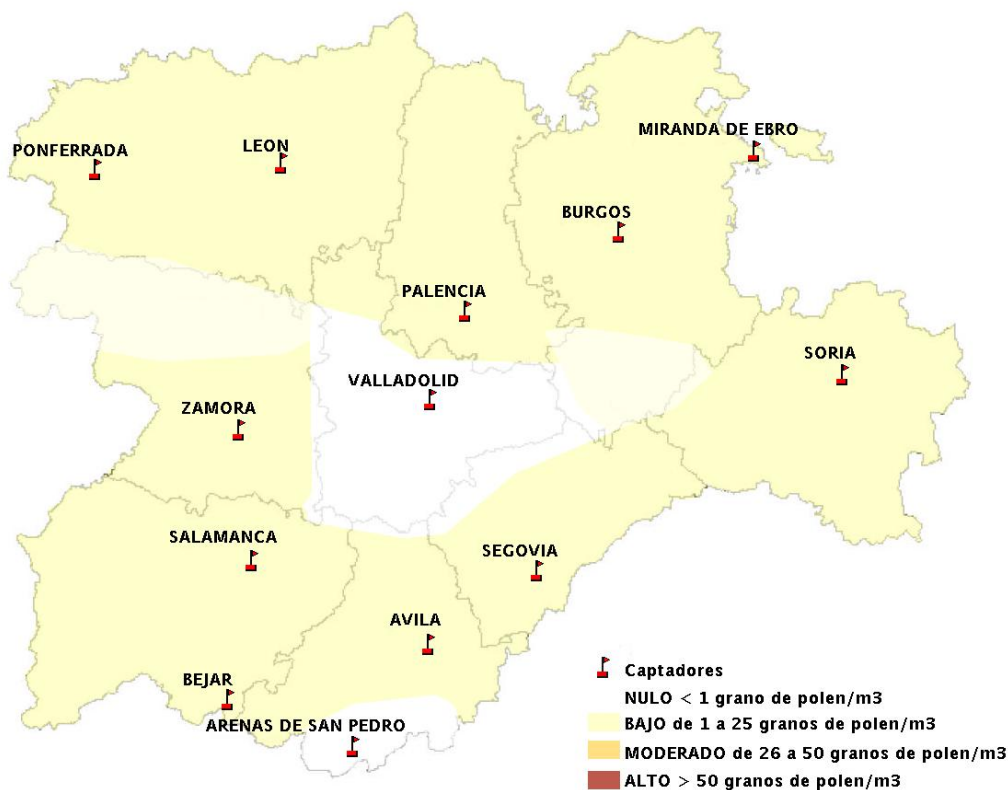 MIRANDA DE EBRO
PONFERRADA
LEON
BURGOS
PALENCIA
SORIA
VALLADOLID
ZAMORA
SALAMANCA
SEGOVIA
AVILA
BEJAR
ARENAS DE SAN PEDRO
Captadores
NULO < 1 grano de polen/m3
BAJO de 1 a 25 granos de polen/m3
MODERADO de 26 a 50 granos de polen/m3
ALTO > 50 granos de polen/m3